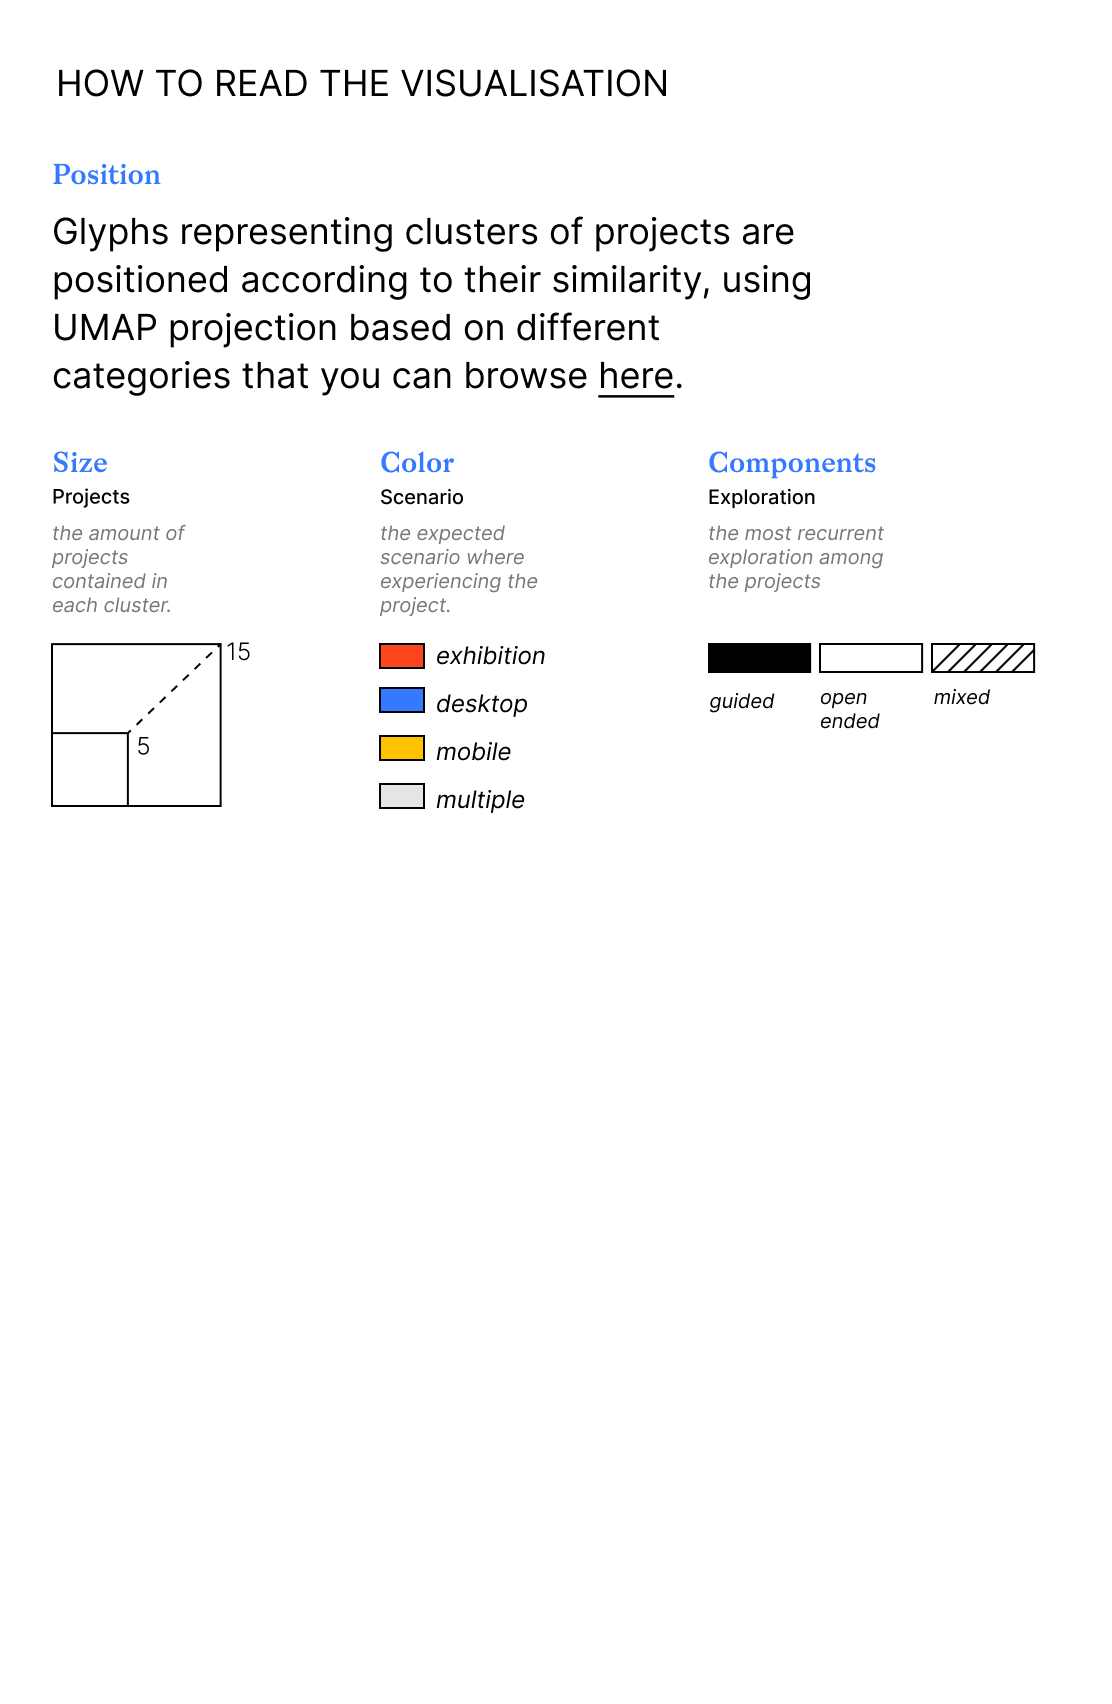 HOW TO READ THE VISUALISATION
Position
Glyphs representing clusters of projects are
positioned according to their similarity, using
UMAP projection based on different
categories that you can browse here.
Size
Projects
the amount of
projects
contained in
each cluster.
15
5
Color
Scenario
the expected
scenario where
experiencing the
project.
exhibition
desktop
mobile
multiple
Components
Exploration
the most recurrent
exploration among
the projects
guided
open
ended
mixed